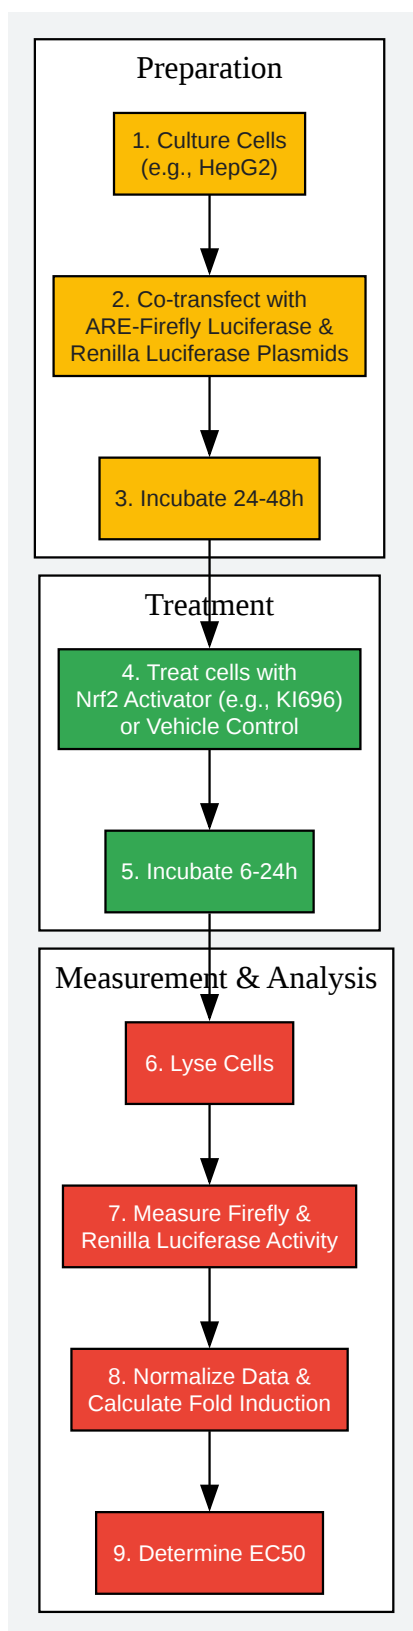 Preparation
1. Culture Cells
(e.g., HepG2)
2. Co-transfect with
ARE-Firefly Luciferase &
Renilla Luciferase Plasmids
3. Incubate 24-48h
Treatment
4. Treat cells with
Nrf2 Activator (e.g., KI696)
or Vehicle Control
5. Incubate 6-24h
Measurement & Analysis
6. Lyse Cells
7. Measure Firefly &
Renilla Luciferase Activity
8. Normalize Data &
Calculate Fold Induction
9. Determine EC50